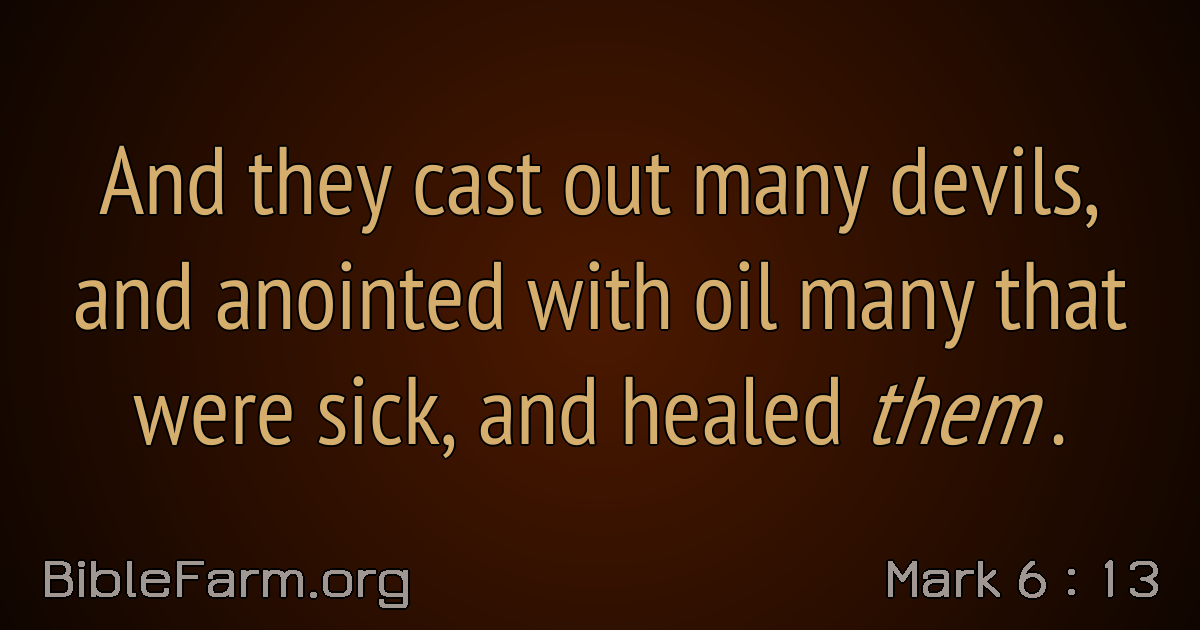 And they cast out many devils,
and anointed with oil many that
were sick, and healed them .
BibleFarm.org
Mark 6 : 13